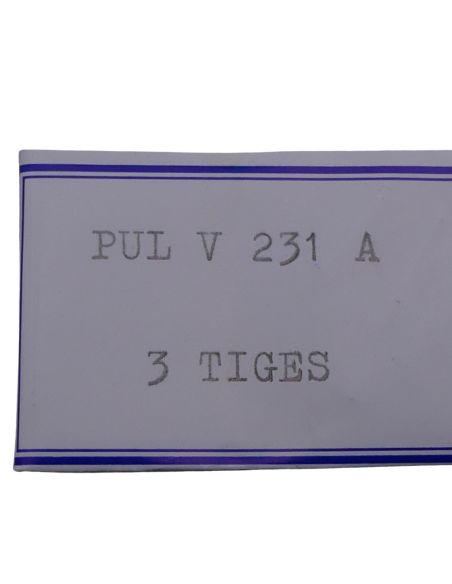 PUL V 231 A
3 TIGES